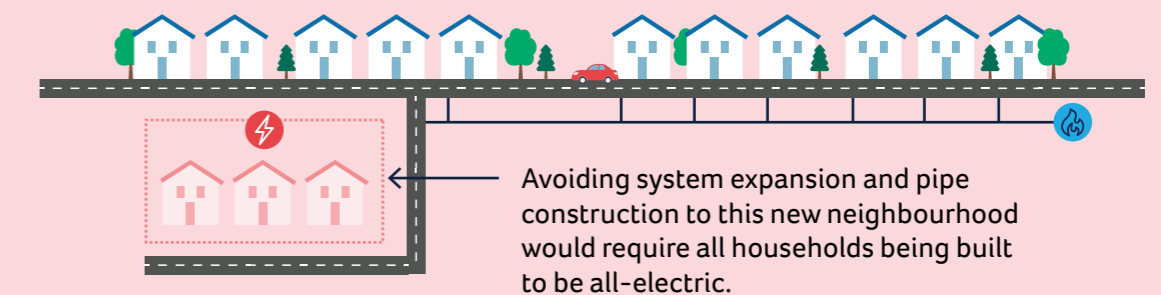 Avoiding system expansion and pipe
construction to this new neighbourhood
would require all households being built
to be all-electric.